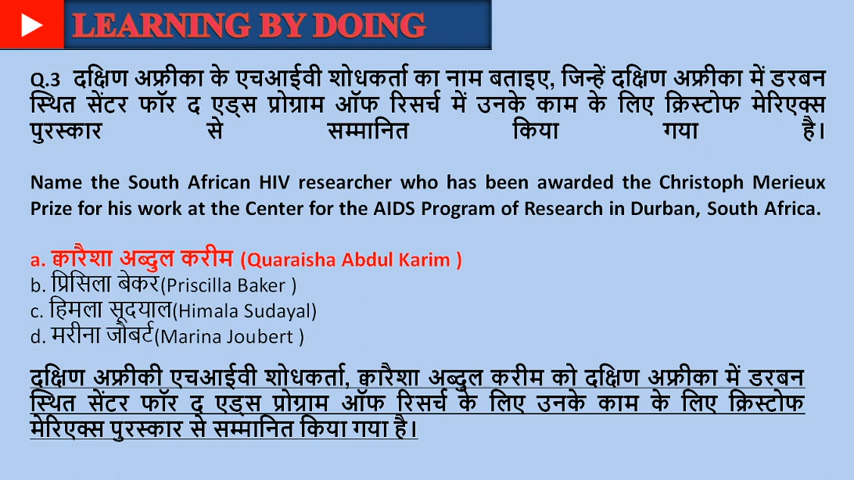 LEARNING BY DOING
Q.3 दक्षिण अफ्रीका के एचआईवी शोधकर्ता का नाम बताइए, जिन्हें दक्षिण अफ्रीका में डरबन
स्थित सेंटर फॉर द एड्स प्रोग्राम ऑफ रिसर्च में उनके काम के लिए क्रिस्टोफ मेरिएक्स
पुरस्कार से सम्मानित किया गया है।
Name the South African HIV researcher who has been awarded the Christoph Merieux
Prize for his work at the Center for the AIDS Program of Research in Durban, South Africa.
a. क्वारैशा अब्दुल करीम (Quaraisha Abdul Karim )
b. प्रिसिला बेकर(Priscilla Baker )
c. हिमला सूदयाल(Himala Sudayal)
d. मरीना जौबर्ट(Marina Joubert )
दक्षिण अफ्रीकी एचआईवी शोधकर्ता, क्वारैशा अब्दुल करीम को दक्षिण अफ्रीका में डरबन
स्थित सेंटर फॉर द एड्स प्रोग्राम ऑफ रिसर्च के लिए उनके काम के लिए क्रिस्टोफ
मेरिएक्स पुरस्कार से सम्मानित किया गया है।